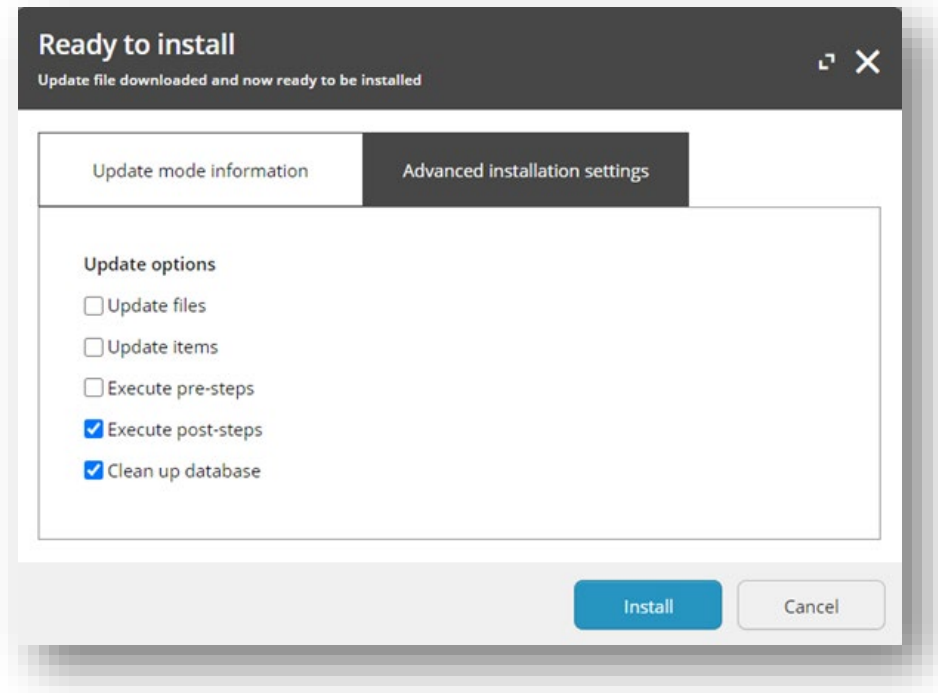 Ready to install
Update file downloaded and now ready to be installed
Update mode information
Advanced installation settings
Update options
Update files
Update items
Execute pre-steps
Execute post-steps
Clean up database
Install
Cancel